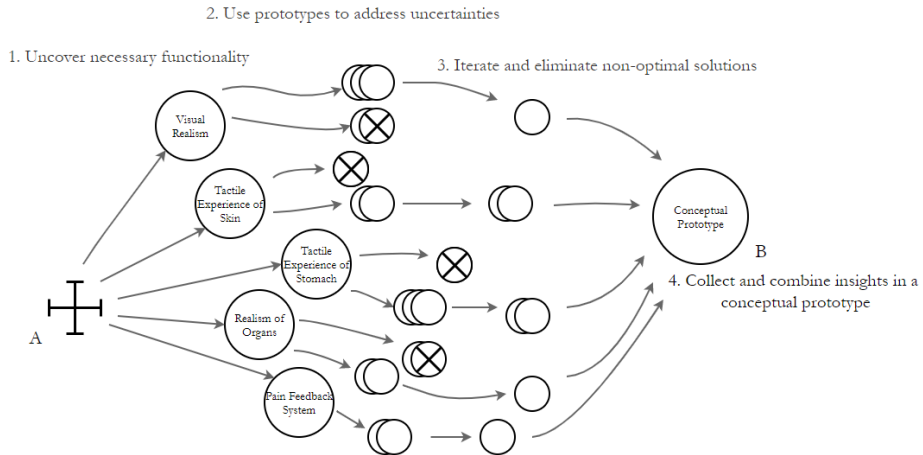 2. Use prototypes to address uncertainties
1. Uncover necessary functionality
3. Iterate and eliminate non-optimal solutions
Visual
Realism
Tactile
Experience of
Skin
Conceptual
Prototype
Tactile
Experience of
Stomach
B
4. Collect and combine insights in a
conceptual prototype
A
Realism of
Organs
Pain Feedback
System